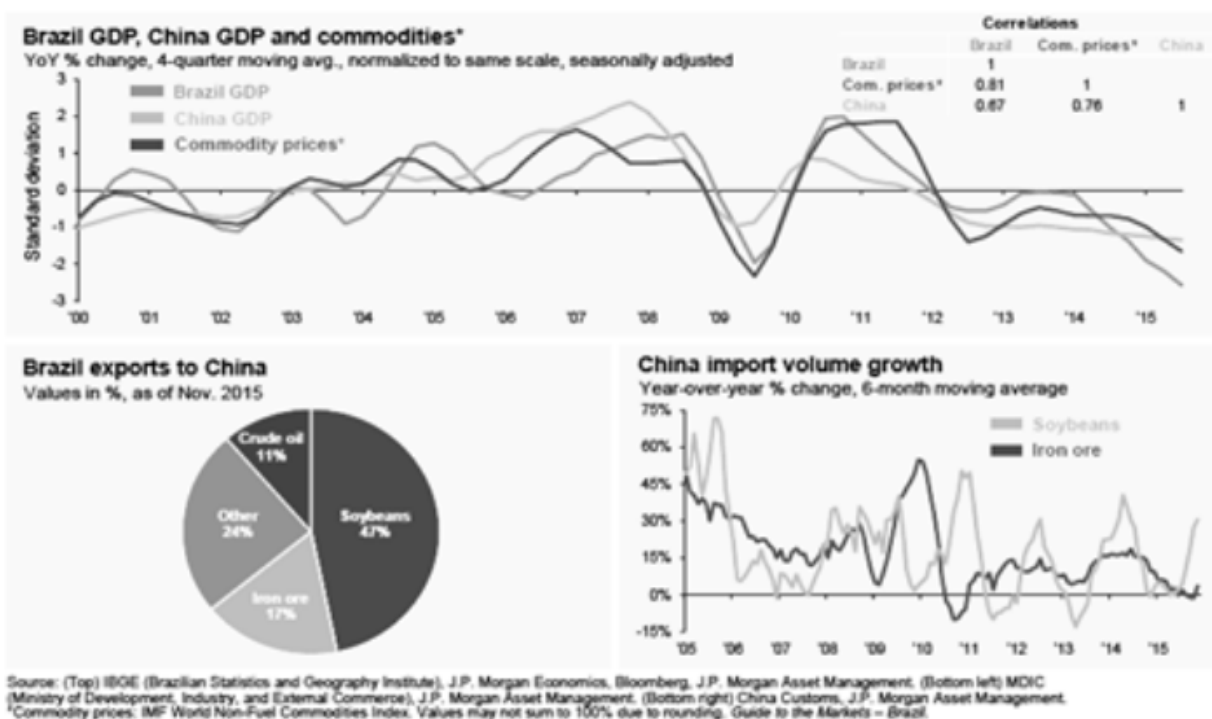 Brazil GDP, China GDP and commodities*
YoY % change, 4-quarter moving avg., normalized to same scale, seasonally adjusted
Correlations
Brazil Com. prices* China
Brazil 1
Com. prices* 0.81 1
China 0.67 0.76 1
Standard deviation
3
2
1
0
-1
-2
-3
Brazil GDP
China GDP
Commodity prices*
'00 '01 '02 '03 '04 '05 '06 '07 '08 '09 '10 '11 '12 '13 '14 '15
Brazil exports to China
Values in %, as of Nov. 2015
Crude oil
11%
Other
24%
Soybeans
47%
Iron ore
17%
China import volume growth
Year-over-year % change, 6-month moving average
75%
60%
45%
30%
15%
0%
-15%
Soybeans
Iron ore
'05 '06 '07 '08 '09 '10 '11 '12 '13 '14 '15
Source: (Top) IBGE (Brazilian Statistics and Geography Institute), J.P. Morgan Economics, Bloomberg, J.P. Morgan Asset Management. (Bottom left) MDIC
(Ministry of Development, Industry, and External Commerce), J.P. Morgan Asset Management. (Bottom right) China Customs, J.P. Morgan Asset Management.
*Commodity prices: IMF World Non-Fuel Commodities Index. Values may not sum to 100% due to rounding. Guide to the Markets – Brazil.